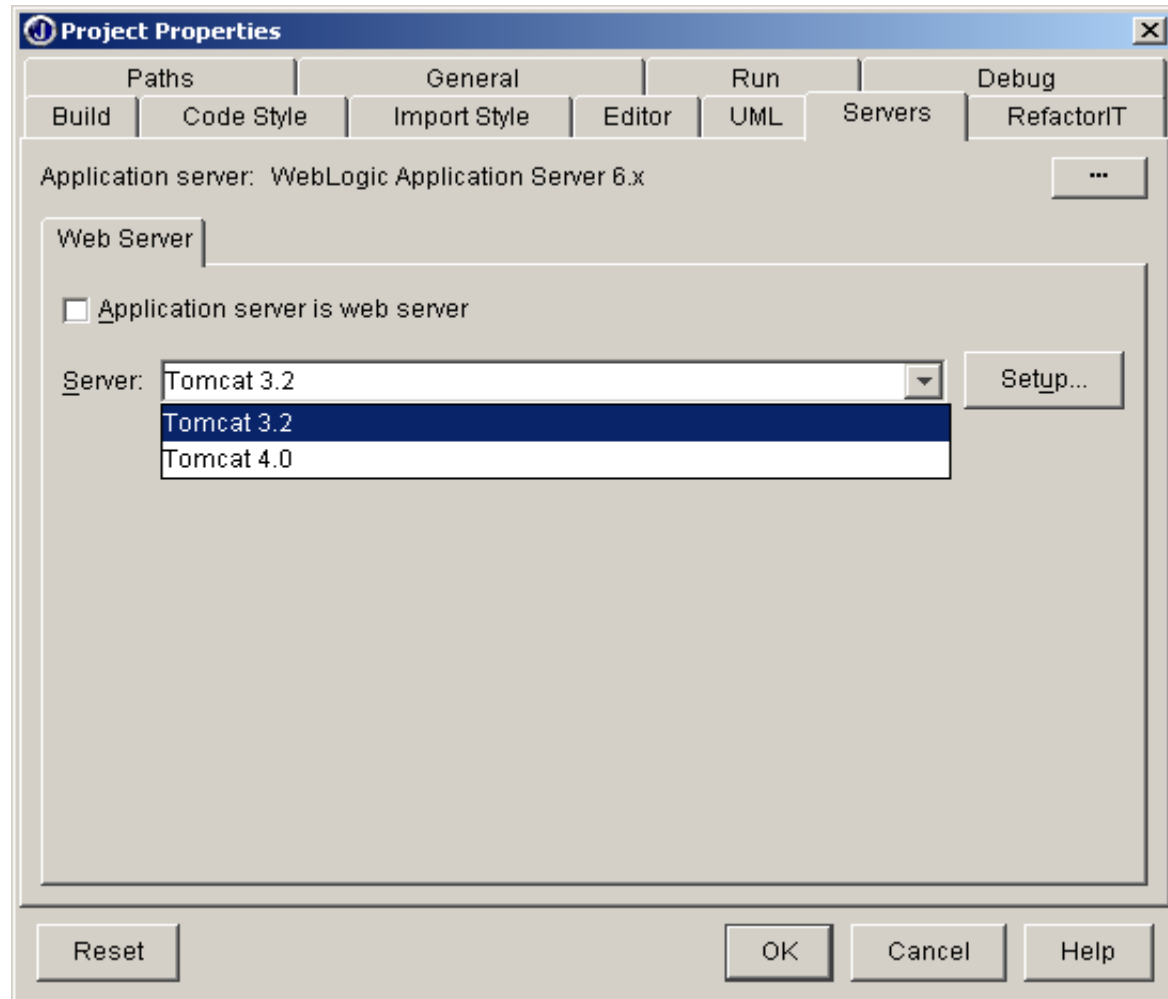 Project Properties
Paths General Run Debug
Build Code Style Import Style Editor UML Servers RefactorIT
Application server: WebLogic Application Server 6.x ...
Web Server
Application server is web server
Server: Tomcat 3.2 Setup...
Tomcat 3.2
Tomcat 4.0
Reset OK Cancel Help